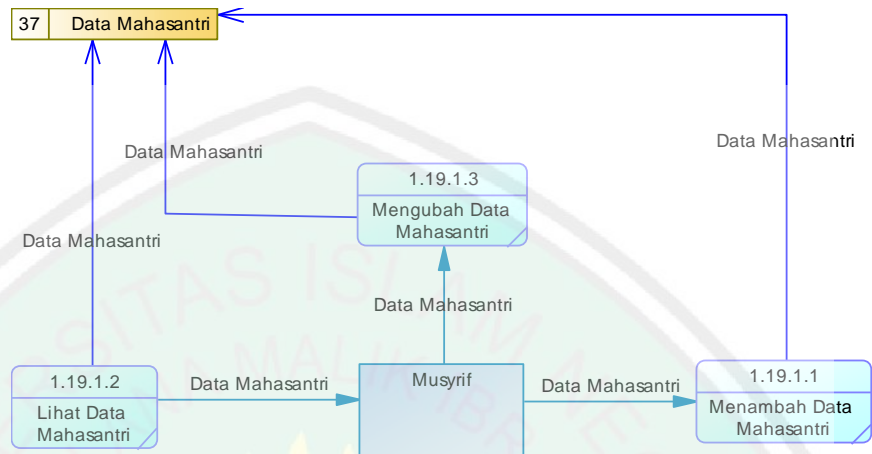 37 Data Mahasantri
Data Mahasantri
Data Mahasantri
1.19.1.3
Mengubah Data
Mahasantri
Data Mahasantri
Data Mahasantri
1.19.1.2
Lihat Data
Mahasantri
Data Mahasantri
Musyrif
Data Mahasantri
1.19.1.1
Menambah Data
Mahasantri